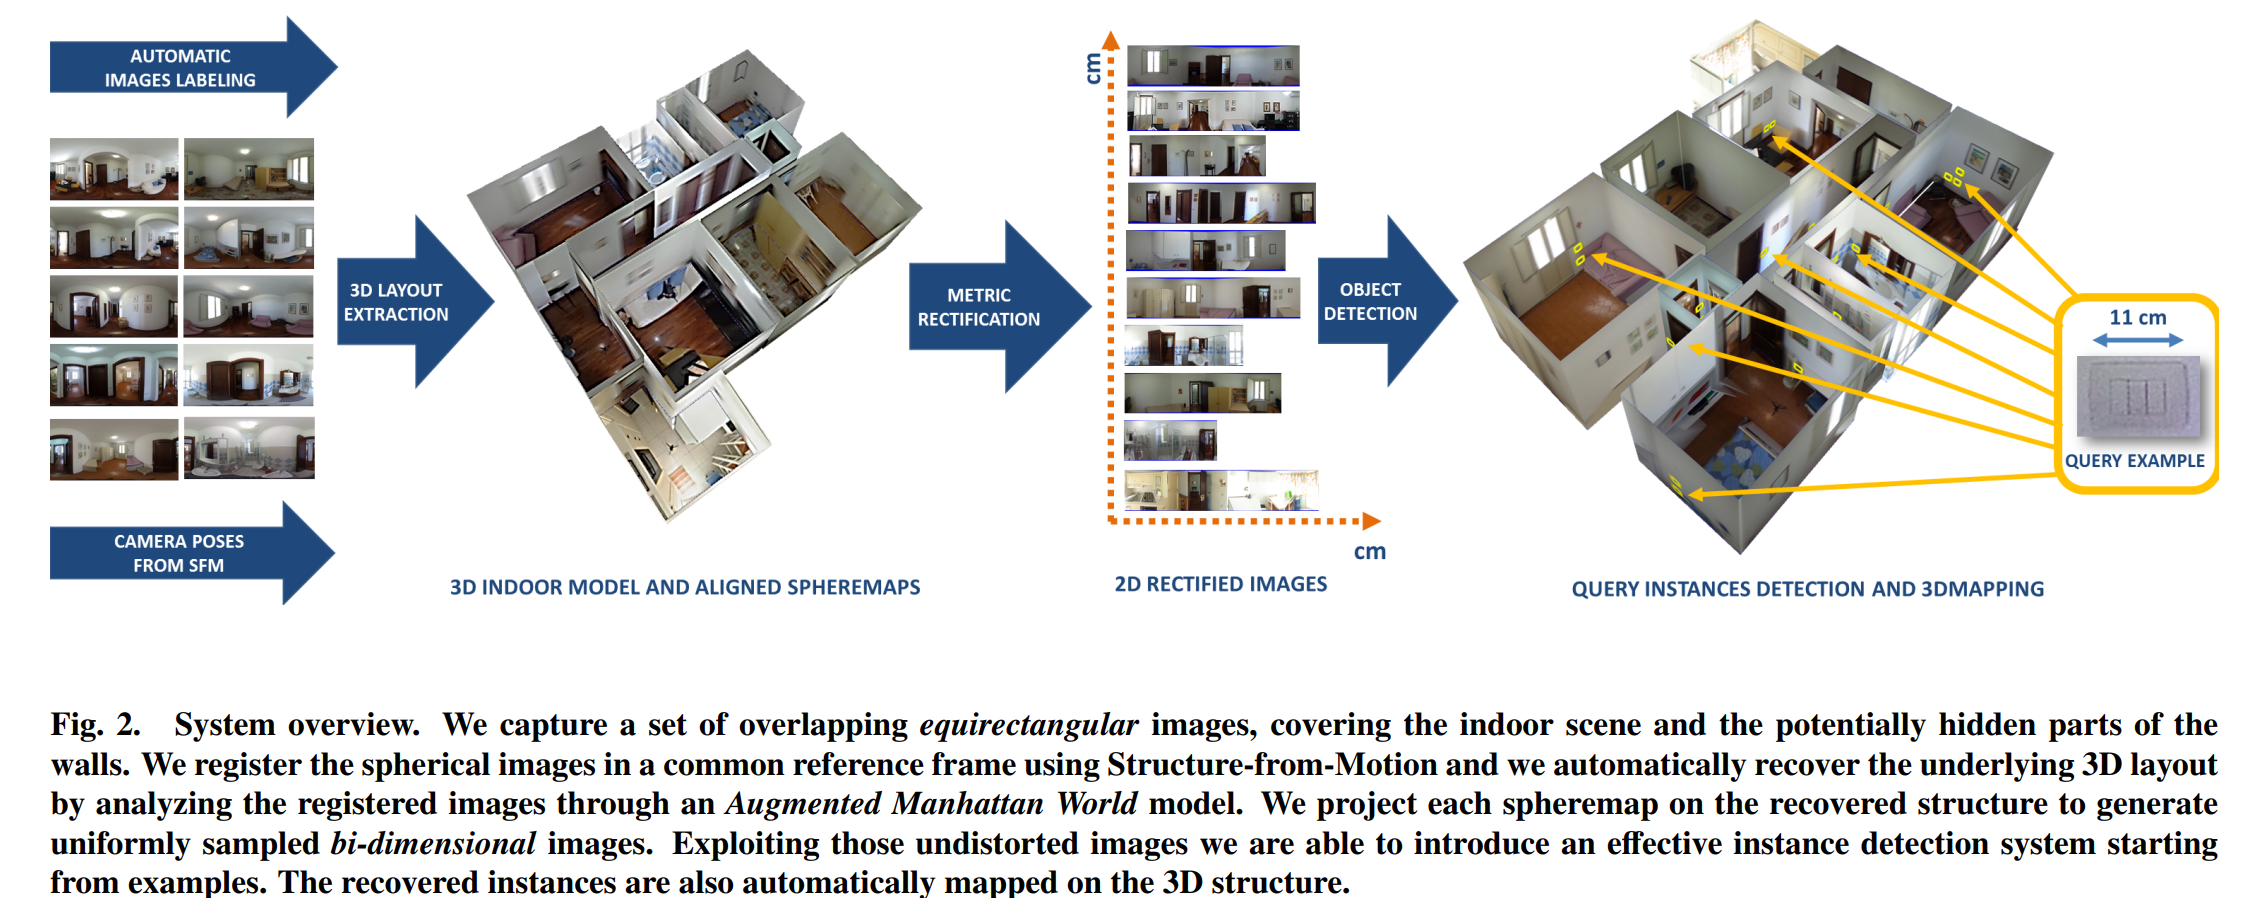 AUTOMATIC
IMAGES LABELING
3D LAYOUT
EXTRACTION
CAMERA POSES
FROM SFM
3D INDOOR MODEL AND ALIGNED SPHEREMAPS
METRIC
RECTIFICATION
cm
cm
2D RECTIFIED IMAGES
OBJECT
DETECTION
11 cm
QUERY EXAMPLE
QUERY INSTANCES DETECTION AND 3DMAPPING
Fig. 2. System overview. We capture a set of overlapping equirectangular images, covering the indoor scene and the potentially hidden parts of the
walls. We register the spherical images in a common reference frame using Structure-from-Motion and we automatically recover the underlying 3D layout
by analyzing the registered images through an Augmented Manhattan World model. We project each spheremap on the recovered structure to generate
uniformly sampled bi-dimensional images. Exploiting those undistorted images we are able to introduce an effective instance detection system starting
from examples. The recovered instances are also automatically mapped on the 3D structure.